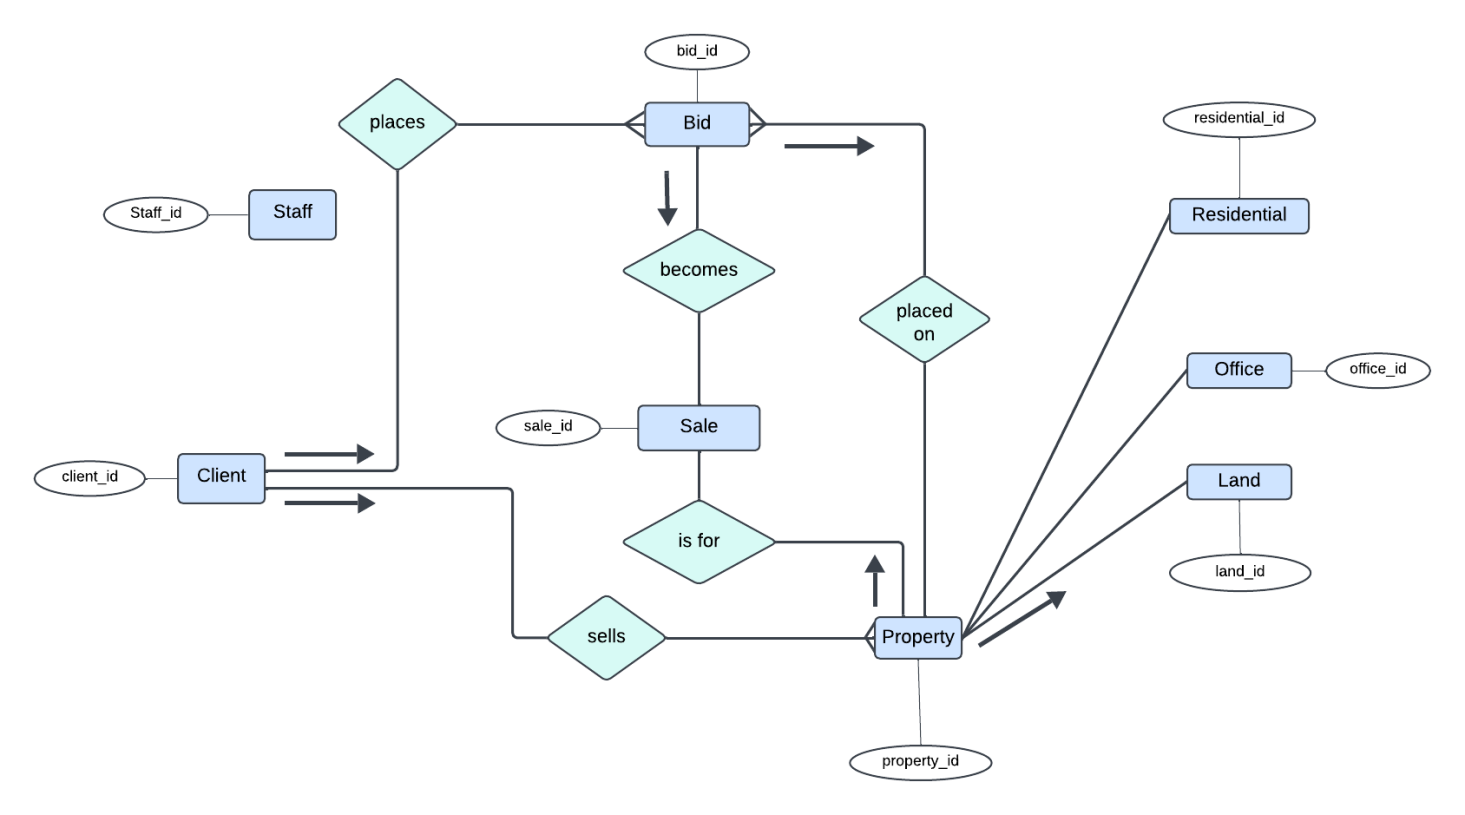 bid_id
places
Bid
residential_id
Staff_id
Staff
Residential
becomes
placed
on
Office
office_id
sale_id
Sale
client_id
Client
Land
is for
land_id
sells
Property
property_id